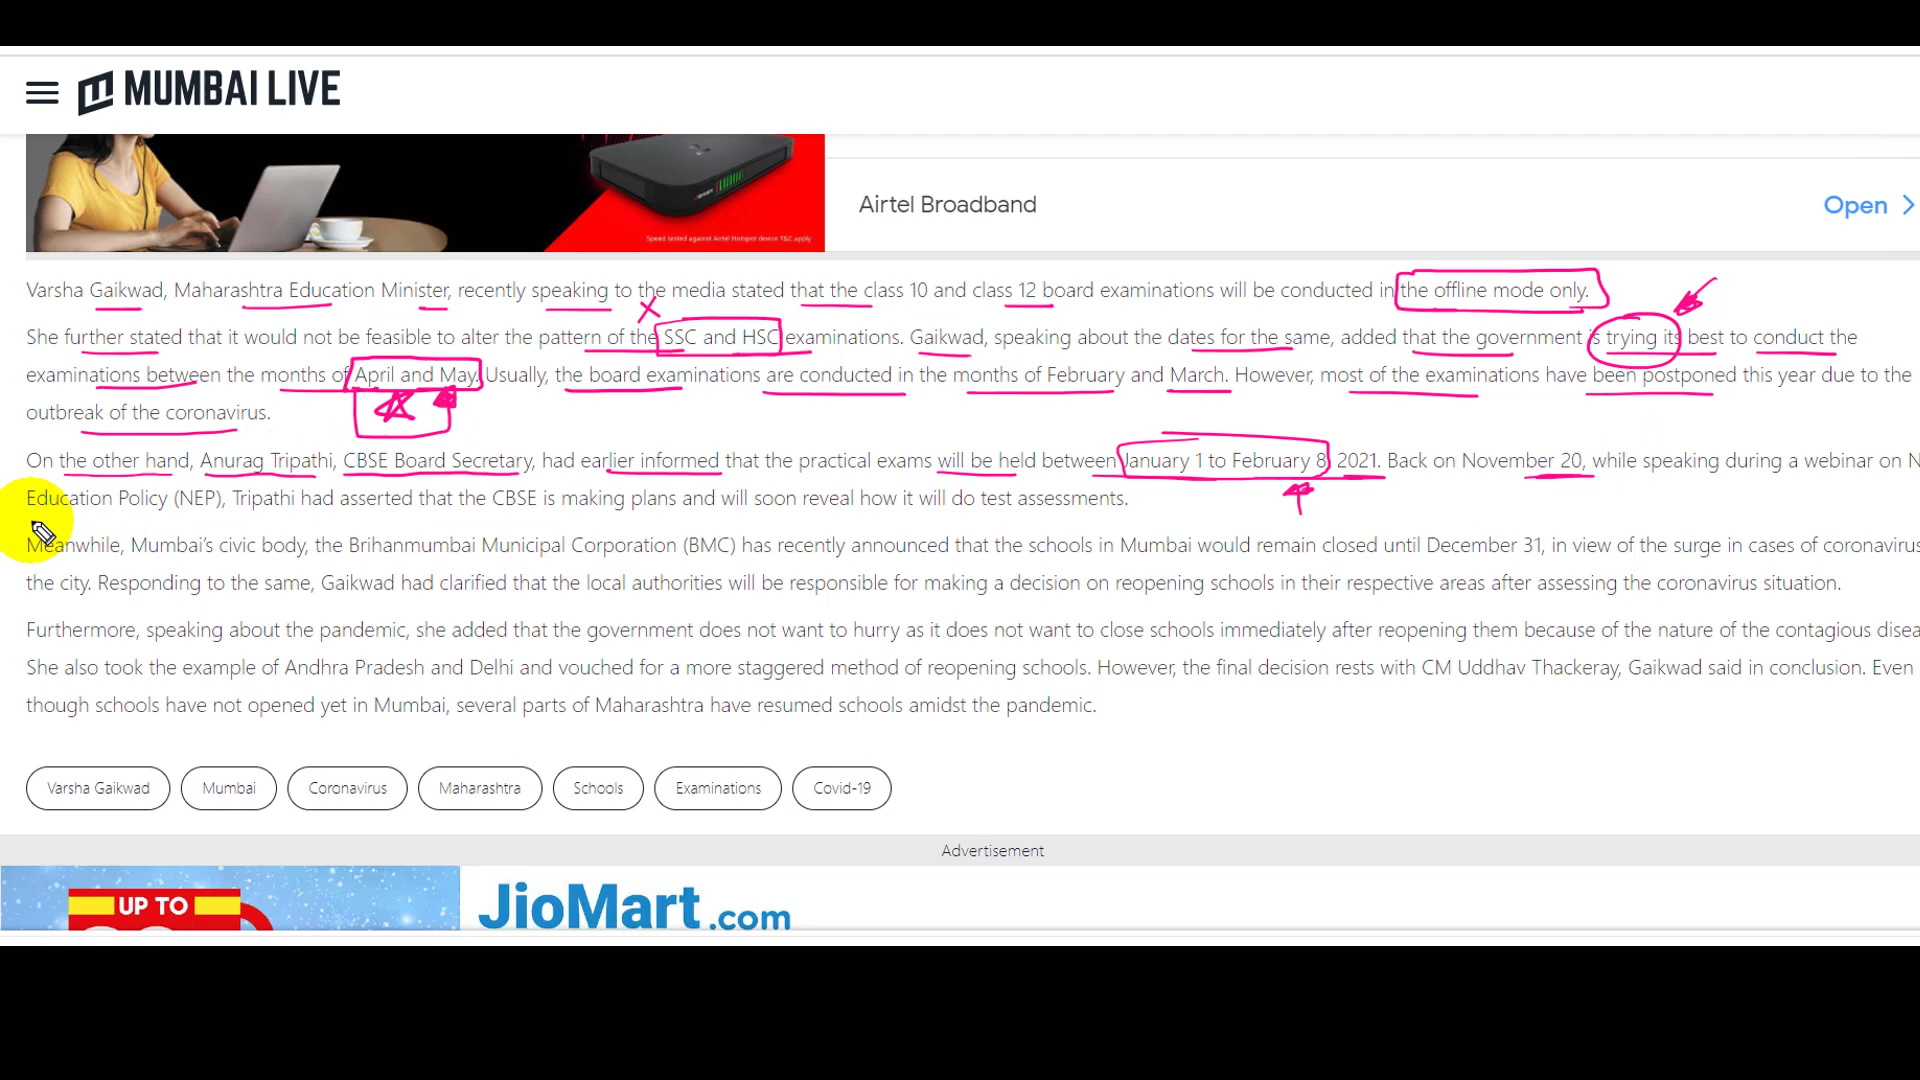 MUMBAI LIVE
Speed tested against Airtel Hotspot device T&C apply
Airtel Broadband
Open
Varsha Gaikwad, Maharashtra Education Minister, recently speaking to the media stated that the class 10 and class 12 board examinations will be conducted in the offline mode only.
She further stated that it would not be feasible to alter the pattern of the SSC and HSC examinations. Gaikwad, speaking about the dates for the same, added that the government is trying its best to conduct the
examinations between the months of April and May. Usually, the board examinations are conducted in the months of February and March. However, most of the examinations have been postponed this year due to the
outbreak of the coronavirus.
On the other hand, Anurag Tripathi, CBSE Board Secretary, had earlier informed that the practical exams will be held between January 1 to February 8, 2021. Back on November 20, while speaking during a webinar on N
Education Policy (NEP), Tripathi had asserted that the CBSE is making plans and will soon reveal how it will do test assessments.
Meanwhile, Mumbai's civic body, the Brihanmumbai Municipal Corporation (BMC) has recently announced that the schools in Mumbai would remain closed until December 31, in view of the surge in cases of coronavirus
the city. Responding to the same, Gaikwad had clarified that the local authorities will be responsible for making a decision on reopening schools in their respective areas after assessing the coronavirus situation.
Furthermore, speaking about the pandemic, she added that the government does not want to hurry as it does not want to close schools immediately after reopening them because of the nature of the contagious disea
She also took the example of Andhra Pradesh and Delhi and vouched for a more staggered method of reopening schools. However, the final decision rests with CM Uddhav Thackeray, Gaikwad said in conclusion. Even
though schools have not opened yet in Mumbai, several parts of Maharashtra have resumed schools amidst the pandemic.
Varsha Gaikwad Mumbai Coronavirus Maharashtra Schools Examinations Covid-19
Advertisement
UP TO
JioMart.com